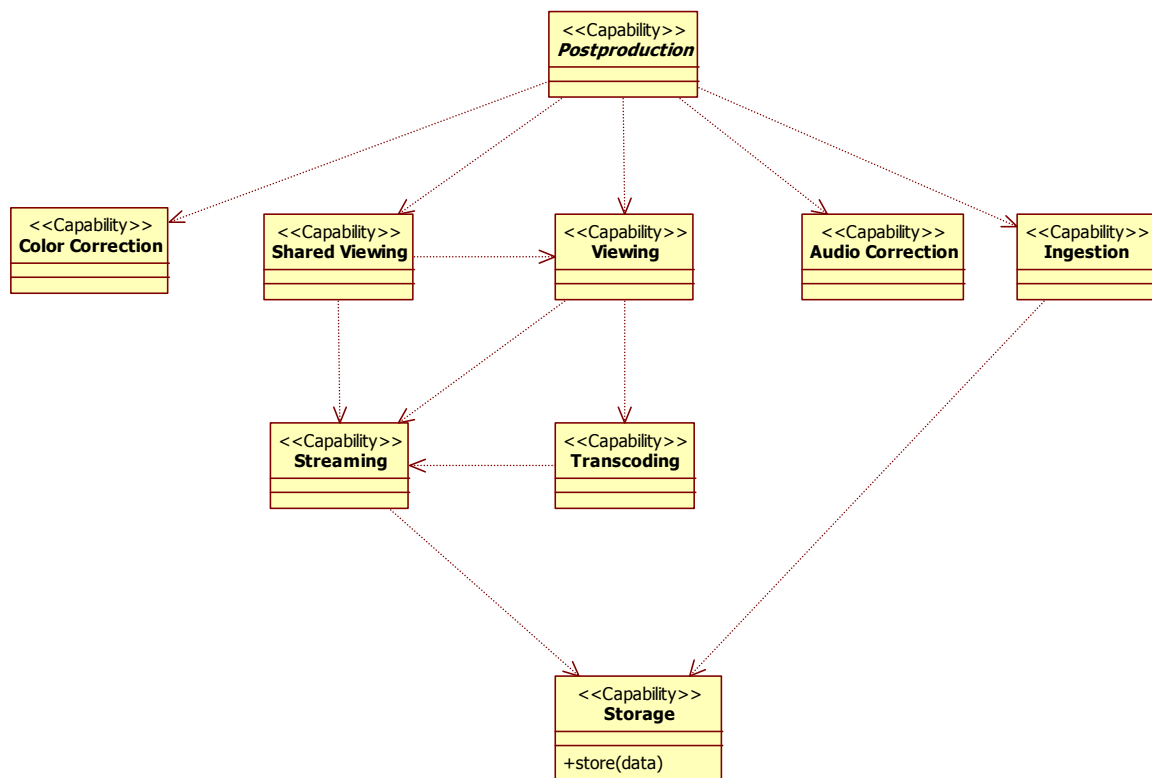 <<Capability>>
Postproduction
<<Capability>>
Color Correction
<<Capability>>
Shared Viewing
<<Capability>>
Viewing
<<Capability>>
Audio Correction
<<Capability>>
Ingestion
<<Capability>>
Streaming
<<Capability>>
Transcoding
<<Capability>>
Storage
+store(data)